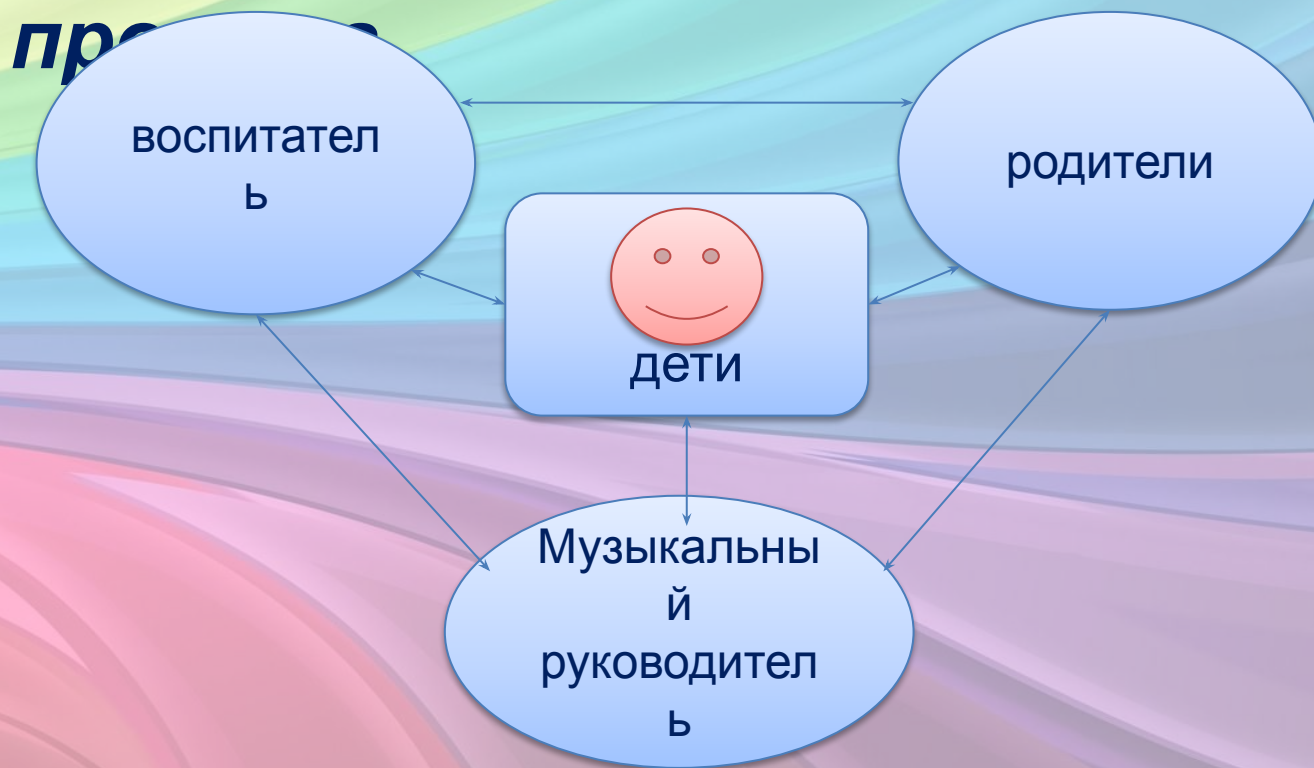 воспитател
ь
родители
дети
Музыкальны
й
руководител
ь